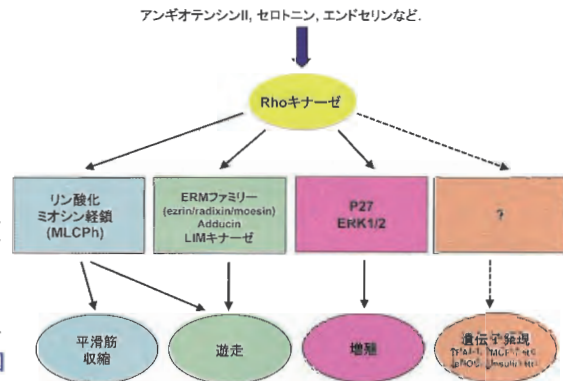 アンギオテンシンII, セロトニン, エンドセリンなど.
Rhoキナーゼ
リン酸化
ミオシン経鎖
(MLCPh)
ERMファミリー
(ezrin/radixin/moesin)
Adducin
LIMキナーゼ
P27
ERK1/2
?
平滑筋
収縮
遊走
増殖
遺伝子発現